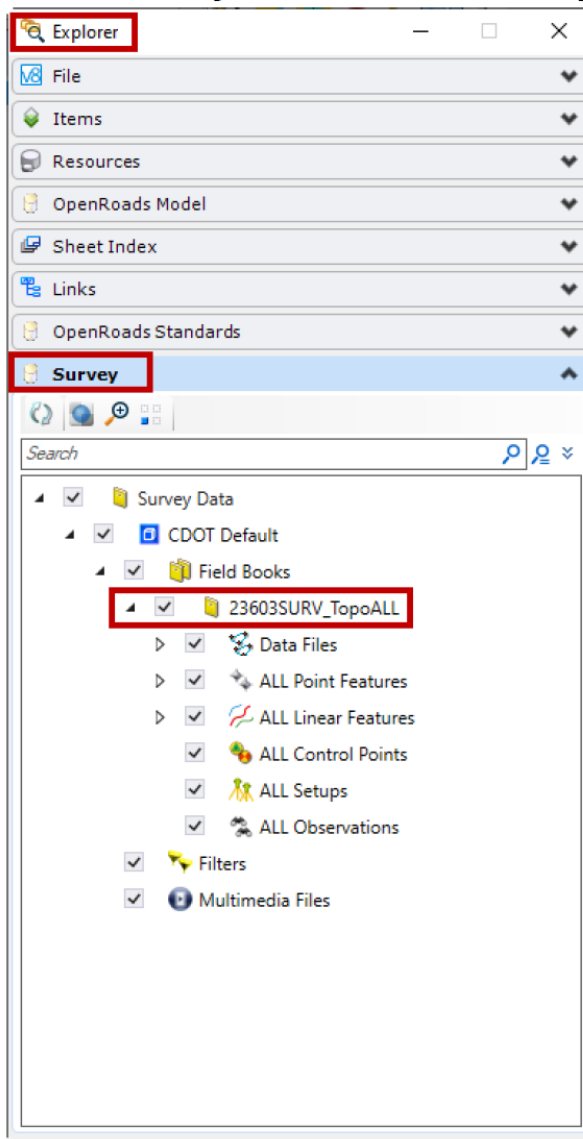 Explorer
V8 File
Items
Resources
OpenRoads Model
Sheet Index
Links
OpenRoads Standards
Survey
Search
Survey Data
CDOT Default
Field Books
23603SURV_TopoALL
Data Files
ALL Point Features
ALL Linear Features
ALL Control Points
ALL Setups
ALL Observations
Filters
Multimedia Files